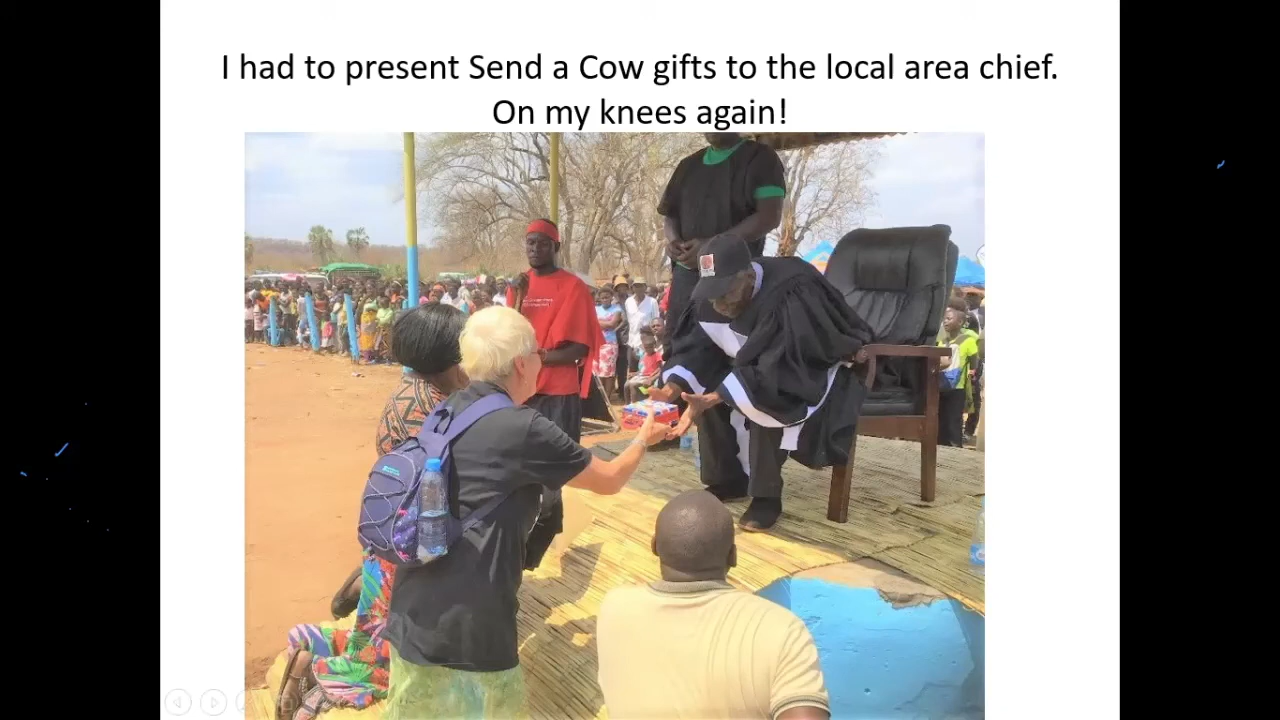 I had to present Send a Cow gifts to the local area chief.
On my knees again!